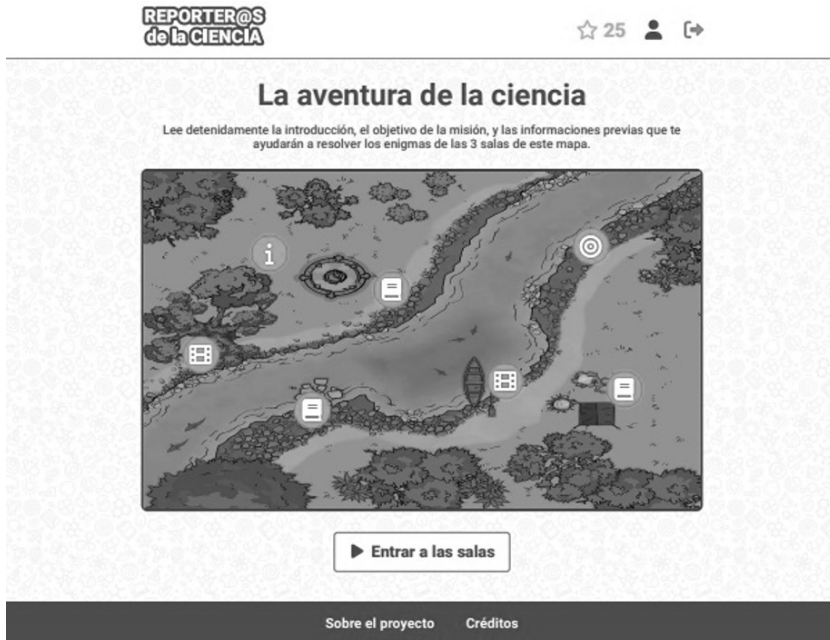 REPORTER@S
de la CIENCIA
25
La aventura de la ciencia
Lee detenidamente la introducción, el objetivo de la misión, y las informaciones previas que te
ayudarán a resolver los enigmas de las 3 salas de este mapa.
Entrar a las salas
Sobre el proyecto
Créditos